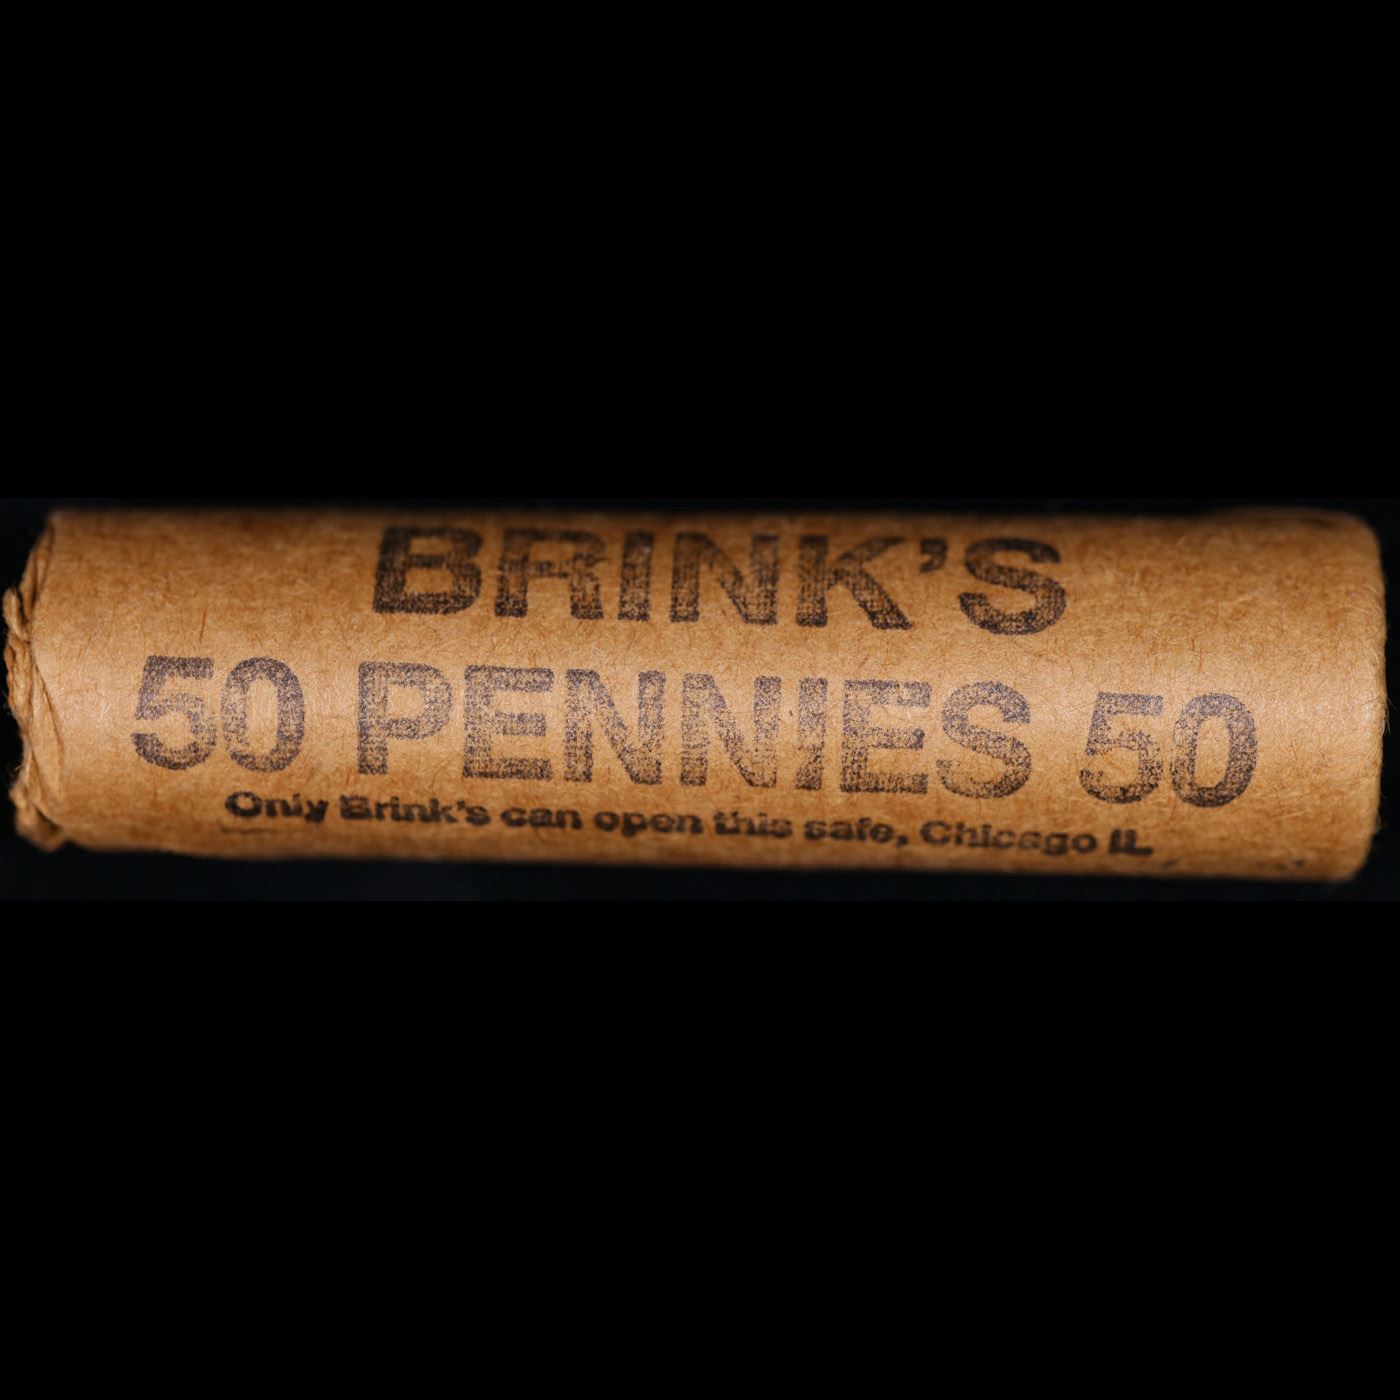 BRINK'S
50 PENNIES 50
Only Brink's can open this safe, Chicago IL.